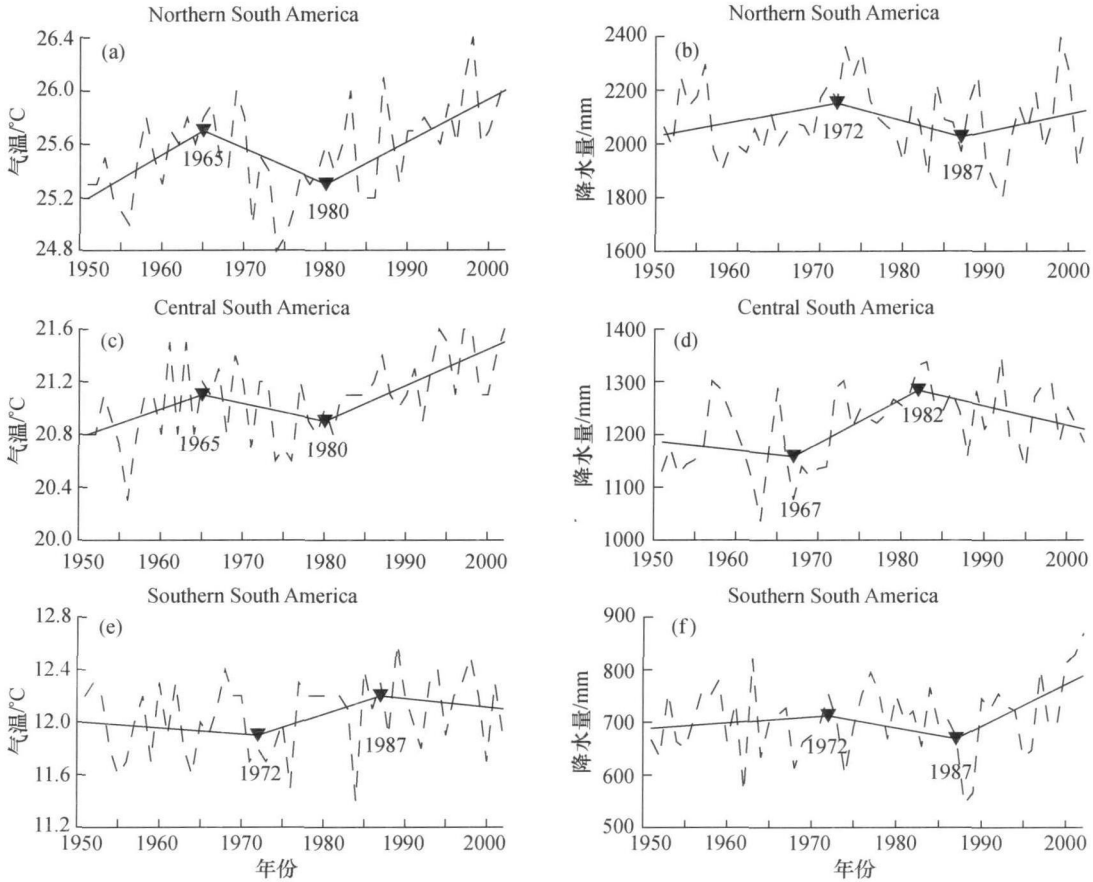 Northern South America
(a)
气温/°C
26.4
26.0
25.6
25.2
24.8
1965
1980
1950 1960 1970 1980 1990 2000
Northern South America
(b)
降水量/mm
2400
2200
2000
1800
1600
1972
1987
1950 1960 1970 1980 1990 2000
Central South America
(c)
气温/°C
21.6
21.2
20.8
20.4
20.0
1965
1980
1950 1960 1970 1980 1990 2000
Central South America
(d)
降水量/mm
1400
1300
1200
1100
1000
1967
1982
1950 1960 1970 1980 1990 2000
Southern South America
(e)
气温/°C
12.8
12.4
12.0
11.6
11.2
1972
1987
1950 1960 1970 1980 1990 2000
年份
Southern South America
(f)
降水量/mm
900
800
700
600
500
1972
1987
1950 1960 1970 1980 1990 2000
年份